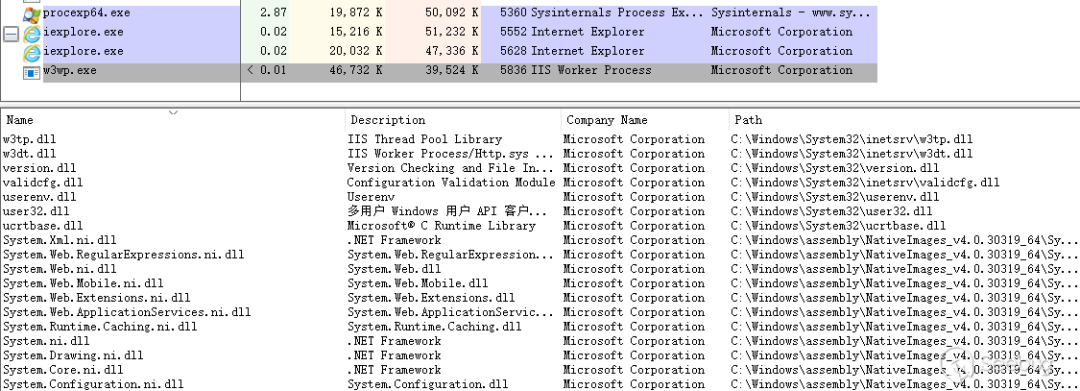 procexp64.exe 2.87 19,872 K 50,092 K 5360 Sysinternals Process Ex... Sysinternals - www.sy...
iexplore.exe 0.02 15,216 K 51,232 K 5552 Internet Explorer Microsoft Corporation
iexplore.exe 0.02 20,032 K 47,336 K 5628 Internet Explorer Microsoft Corporation
w3wp.exe < 0.01 46,732 K 39,524 K 5836 IIS Worker Process Microsoft Corporation
Name Description Company Name Path
w3tp.dll IIS Thread Pool Library Microsoft Corporation C:\Windows\System32\inetsrv\w3tp.dll
w3dt.dll IIS Worker Process/Http.sys ... Microsoft Corporation C:\Windows\System32\inetsrv\w3dt.dll
version.dll Version Checking and File In... Microsoft Corporation C:\Windows\System32\version.dll
validcfg.dll Configuration Validation Module Microsoft Corporation C:\Windows\System32\inetsrv\validcfg.dll
userenv.dll Userenv Microsoft Corporation C:\Windows\System32\userenv.dll
user32.dll 多用户 Windows 用户 API 客户... Microsoft Corporation C:\Windows\System32\user32.dll
ucrtbase.dll Microsoft® C Runtime Library Microsoft Corporation C:\Windows\System32\ucrtbase.dll
System.Xml.ni.dll .NET Framework Microsoft Corporation C:\Windows\assembly\NativeImages_v4.0.30319_64\Sy...
System.Web.RegularExpressions.ni.dll System.Web.RegularExpression... Microsoft Corporation C:\Windows\assembly\NativeImages_v4.0.30319_64\Sy...
System.Web.ni.dll System.Web.dll Microsoft Corporation C:\Windows\assembly\NativeImages_v4.0.30319_64\Sy...
System.Web.Mobile.ni.dll System.Web.Mobile.dll Microsoft Corporation C:\Windows\assembly\NativeImages_v4.0.30319_64\Sy...
System.Web.Extensions.ni.dll System.Web.Extensions.dll Microsoft Corporation C:\Windows\assembly\NativeImages_v4.0.30319_64\Sy...
System.Web.ApplicationServices.ni.dll System.Web.ApplicationServic... Microsoft Corporation C:\Windows\assembly\NativeImages_v4.0.30319_64\Sy...
System.Runtime.Caching.ni.dll System.Runtime.Caching.dll Microsoft Corporation C:\Windows\assembly\NativeImages_v4.0.30319_64\Sy...
System.ni.dll .NET Framework Microsoft Corporation C:\Windows\assembly\NativeImages_v4.0.30319_64\Sy...
System.Drawing.ni.dll .NET Framework Microsoft Corporation C:\Windows\assembly\NativeImages_v4.0.30319_64\Sy...
System.Core.ni.dll .NET Framework Microsoft Corporation C:\Windows\assembly\NativeImages_v4.0.30319_64\Sy...
System.Configuration.ni.dll System.Configuration.dll Microsoft Corporation C:\Windows\assembly\NativeImages_v4.0.30319_64\Sy...